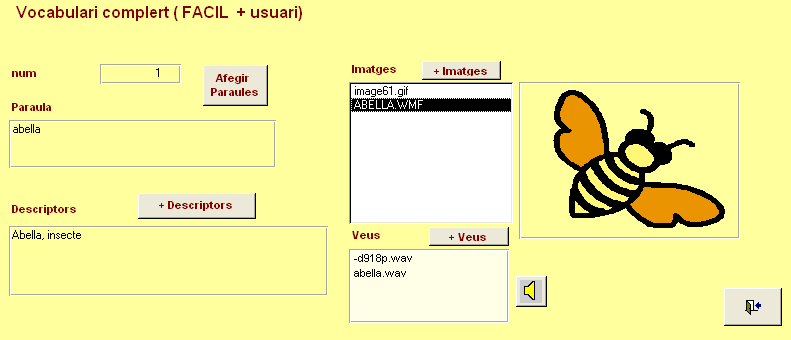 Vocabulari complert ( FACIL + usuari)
num
1
Afegir
Paraules
Paraula
abella
+ Descriptors
Descriptors
Abella, insecte
Imatges
+ Imatges
image61.gif
ABELLA.WMF
Veus
+ Veus
-d918p.wav
abella.wav